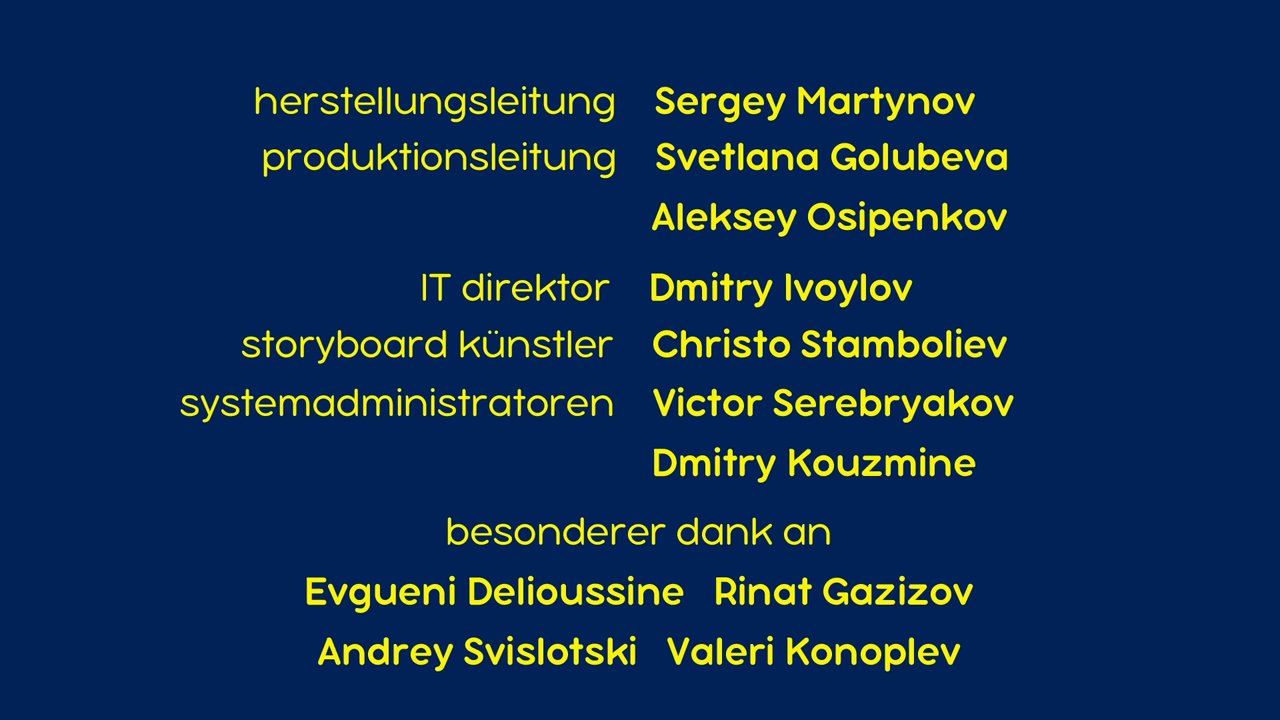 herstellungsleitung Sergey Martynov
produktionsleitung Svetlana Golubeva
Aleksey Osipenkov
IT direktor Dmitry Ivoylov
storyboard künstler Christo Stamboliev
systemadministratoren Victor Serebryakov
Dmitry Kouzmine
besonderer dank an
Evgueni Delioussine Rinat Gazizov
Andrey Svislotski Valeri Konoplev